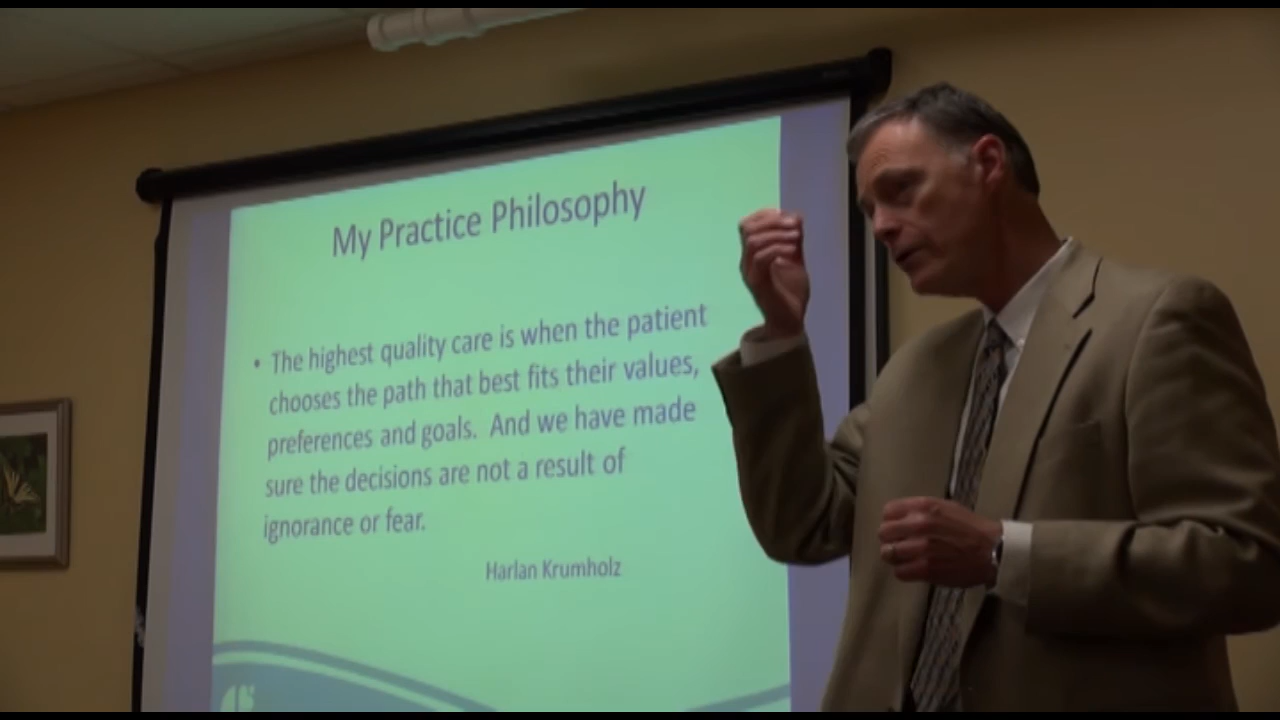 My Practice Philosophy
• The highest quality care is when the patient
chooses the path that best fits their values,
preferences and goals. And we have made
sure the decisions are not a result of
ignorance or fear.
Harlan Krumholz